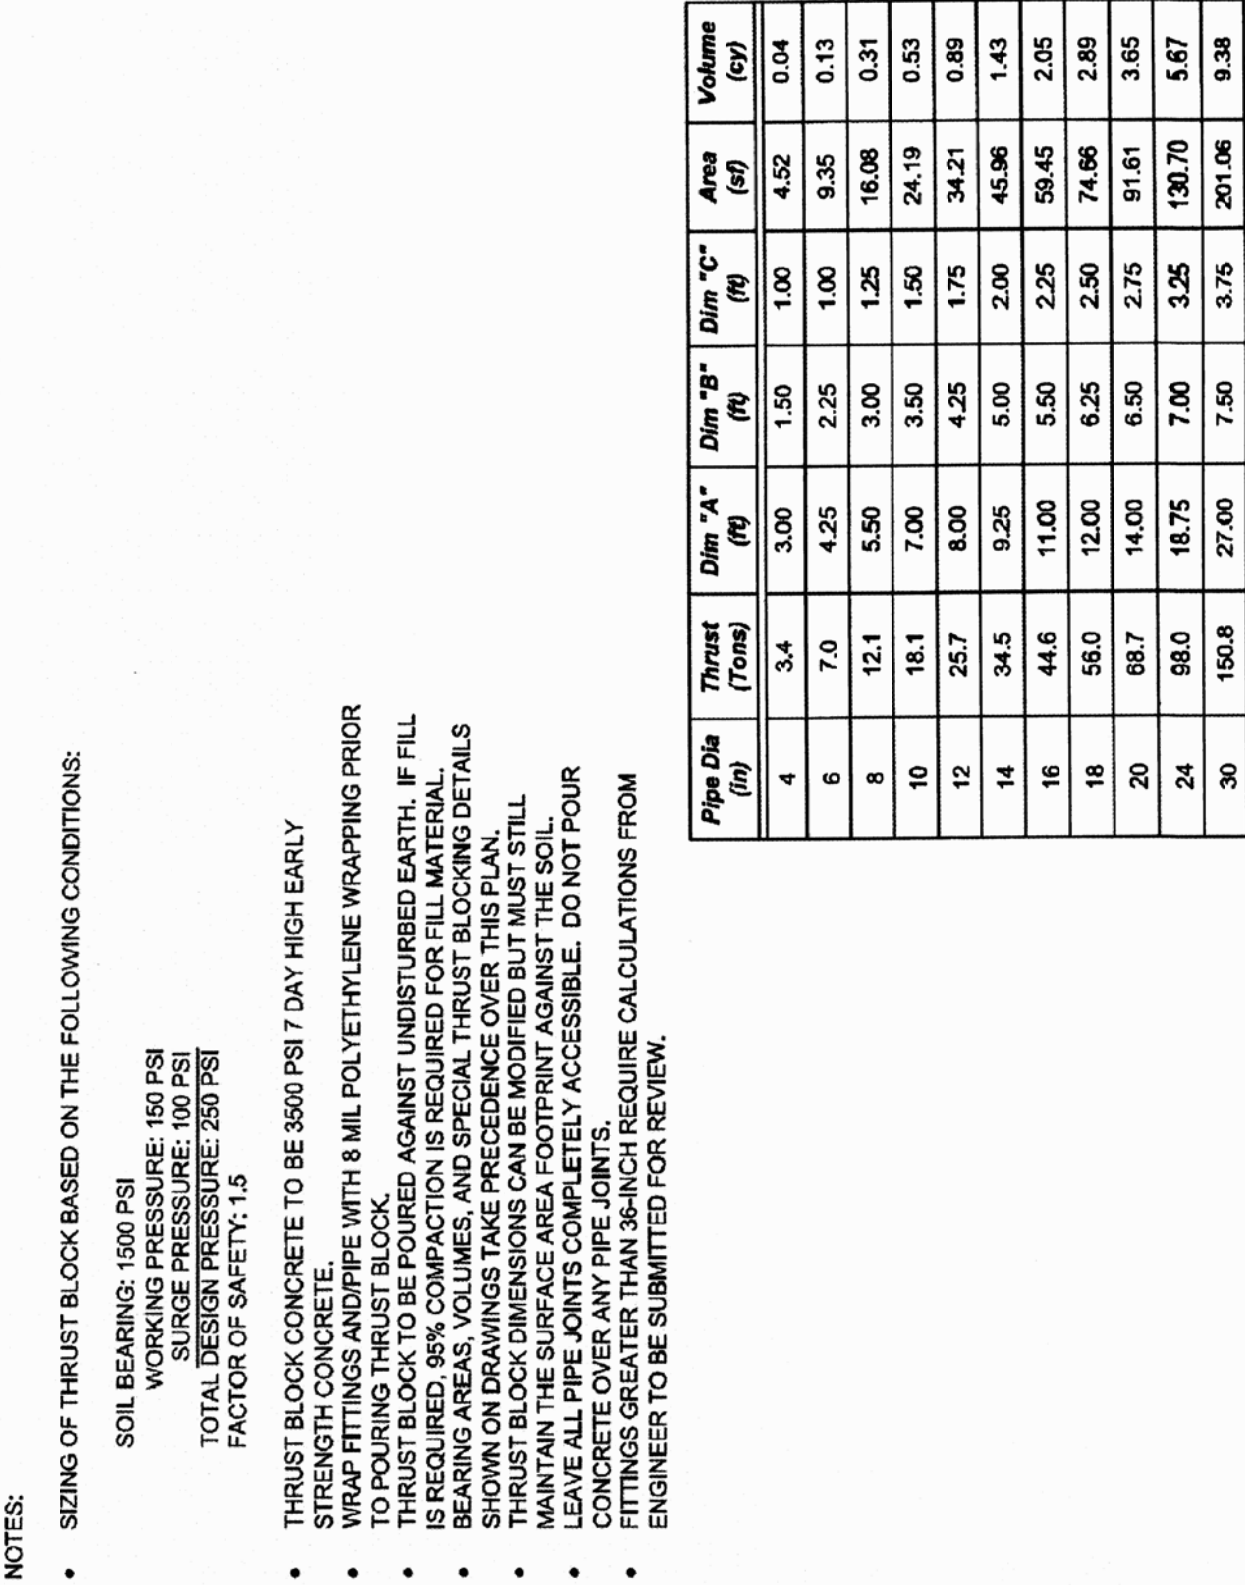 NOTES:
• SIZING OF THRUST BLOCK BASED ON THE FOLLOWING CONDITIONS:
SOIL BEARING: 1500 PSI
WORKING PRESSURE: 150 PSI
SURGE PRESSURE: 100 PSI
TOTAL DESIGN PRESSURE: 250 PSI
FACTOR OF SAFETY: 1.5
• THRUST BLOCK CONCRETE TO BE 3500 PSI 7 DAY HIGH EARLY
STRENGTH CONCRETE.
• WRAP FITTINGS AND/PIPE WITH 8 MIL POLYETHYLENE WRAPPING PRIOR
TO POURING THRUST BLOCK.
• THRUST BLOCK TO BE POURED AGAINST UNDISTURBED EARTH. IF FILL
IS REQUIRED, 95% COMPACTION IS REQUIRED FOR FILL MATERIAL.
• BEARING AREAS, VOLUMES, AND SPECIAL THRUST BLOCKING DETAILS
SHOWN ON DRAWINGS TAKE PRECEDENCE OVER THIS PLAN.
• THRUST BLOCK DIMENSIONS CAN BE MODIFIED BUT MUST STILL
MAINTAIN THE SURFACE AREA FOOTPRINT AGAINST THE SOIL.
• LEAVE ALL PIPE JOINTS COMPLETELY ACCESSIBLE. DO NOT POUR
CONCRETE OVER ANY PIPE JOINTS.
• FITTINGS GREATER THAN 36-INCH REQUIRE CALCULATIONS FROM
ENGINEER TO BE SUBMITTED FOR REVIEW.
Pipe Dia Thrust Dim "A" Dim "B" Dim "C" Area Volume
(in) (Tons) (ft) (ft) (ft) (sf) (cy)
4 3.4 3.00 1.50 1.00 4.52 0.04
6 7.0 4.25 2.25 1.00 9.35 0.13
8 12.1 5.50 3.00 1.25 16.08 0.31
10 18.1 7.00 3.50 1.50 24.19 0.53
12 25.7 8.00 4.25 1.75 34.21 0.89
14 34.5 9.25 5.00 2.00 45.96 1.43
16 44.6 11.00 5.50 2.25 59.45 2.05
18 56.0 12.00 6.25 2.50 74.66 2.89
20 68.7 14.00 6.50 2.75 91.61 3.65
24 98.0 18.75 7.00 3.25 130.70 5.67
30 150.8 27.00 7.50 3.75 201.06 9.38